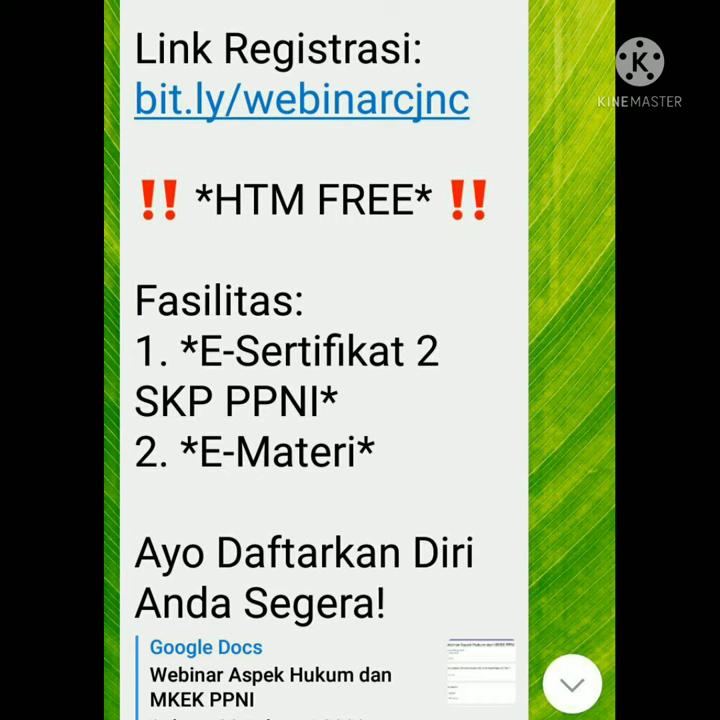 Link Registrasi:
bit.ly/webinarcjnc
‼️ *HTM FREE* ‼️
Fasilitas:
1. *E-Sertifikat 2
SKP PPNI*
2. *E-Materi*
Ayo Daftarkan Diri
Anda Segera!
Google Docs
Webinar Aspek Hukum dan
MKEK PPNI
K
KINEMASTER